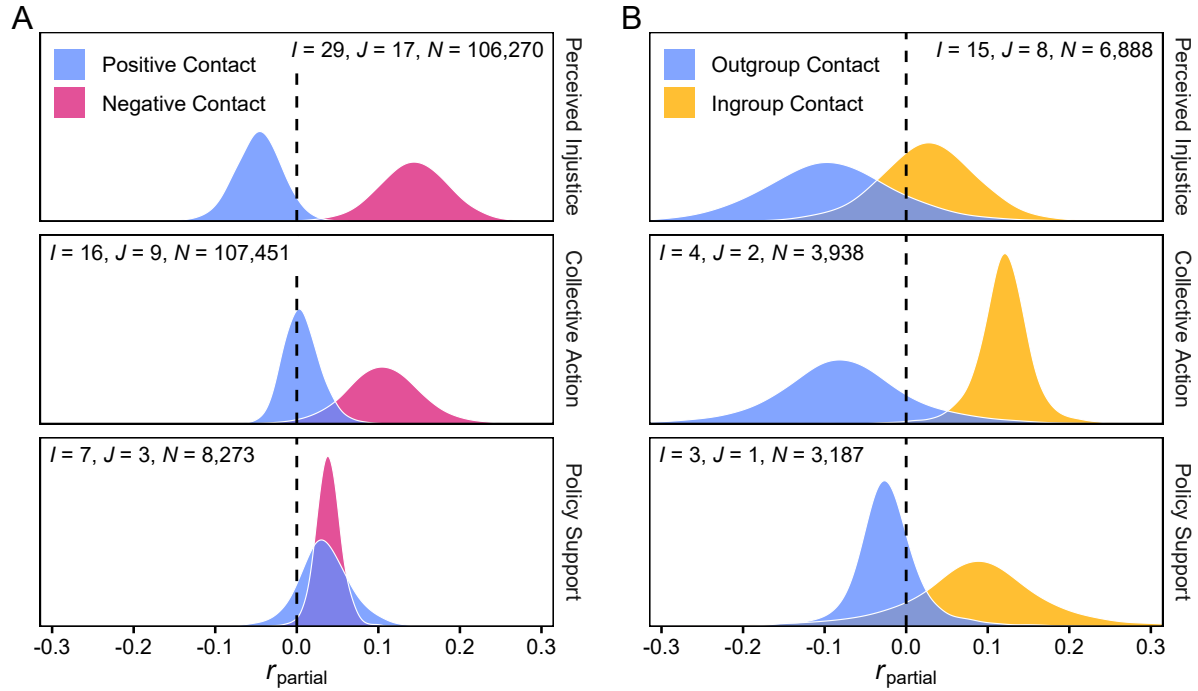 A
I = 29, J = 17, N = 106,270
Positive Contact
Negative Contact
Perceived Injustice
I = 16, J = 9, N = 107,451
Collective Action
I = 7, J = 3, N = 8,273
Policy Support
-0.3 -0.2 -0.1 0.0 0.1 0.2 0.3
rpartial
B
I = 15, J = 8, N = 6,888
Outgroup Contact
Ingroup Contact
Perceived Injustice
I = 4, J = 2, N = 3,938
Collective Action
I = 3, J = 1, N = 3,187
Policy Support
-0.3 -0.2 -0.1 0.0 0.1 0.2 0.3
rpartial